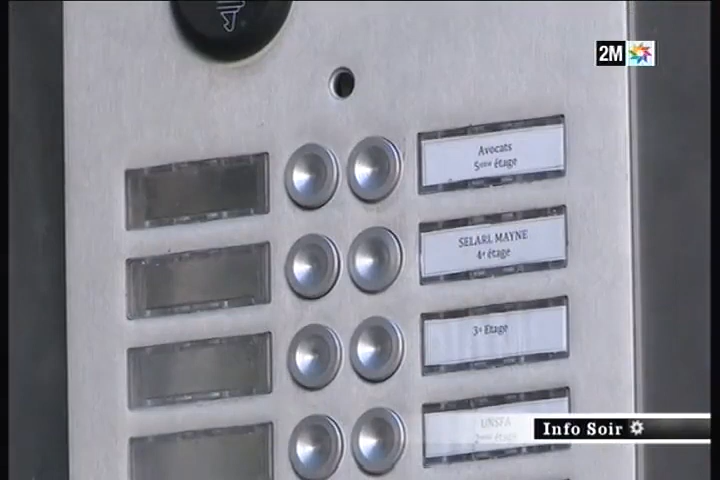 2M
Avocats
5ème étage
SELARL MAYNE
4e étage
3e Etage
UNSFA
Info Soir